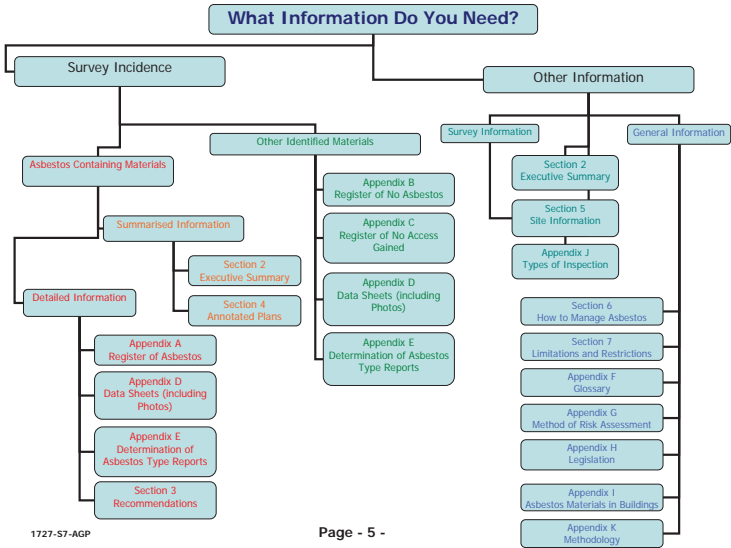 What Information Do You Need?
Survey Incidence
Other Information
Asbestos Containing Materials
Other Identified Materials
Summarised Information
Section 2
Executive Summary
Section 4
Annotated Plans
Detailed Information
Appendix A
Register of Asbestos
Appendix D
Data Sheets (including
Photos)
Appendix E
Determination of
Asbestos Type Reports
Section 3
Recommendations
Appendix B
Register of No Asbestos
Appendix C
Register of No Access
Gained
Appendix D
Data Sheets (including
Photos)
Appendix E
Determination of Asbestos
Type Reports
Survey Information
General Information
Section 2
Executive Summary
Section 5
Site Information
Appendix J
Types of Inspection
Section 6
How to Manage Asbestos
Section 7
Limitations and Restrictions
Appendix F
Glossary
Appendix G
Method of Risk Assessment
Appendix H
Legislation
Appendix I
Asbestos Materials in Buildings
Appendix K
Methodology
1727-S7-AGP
Page - 5 -